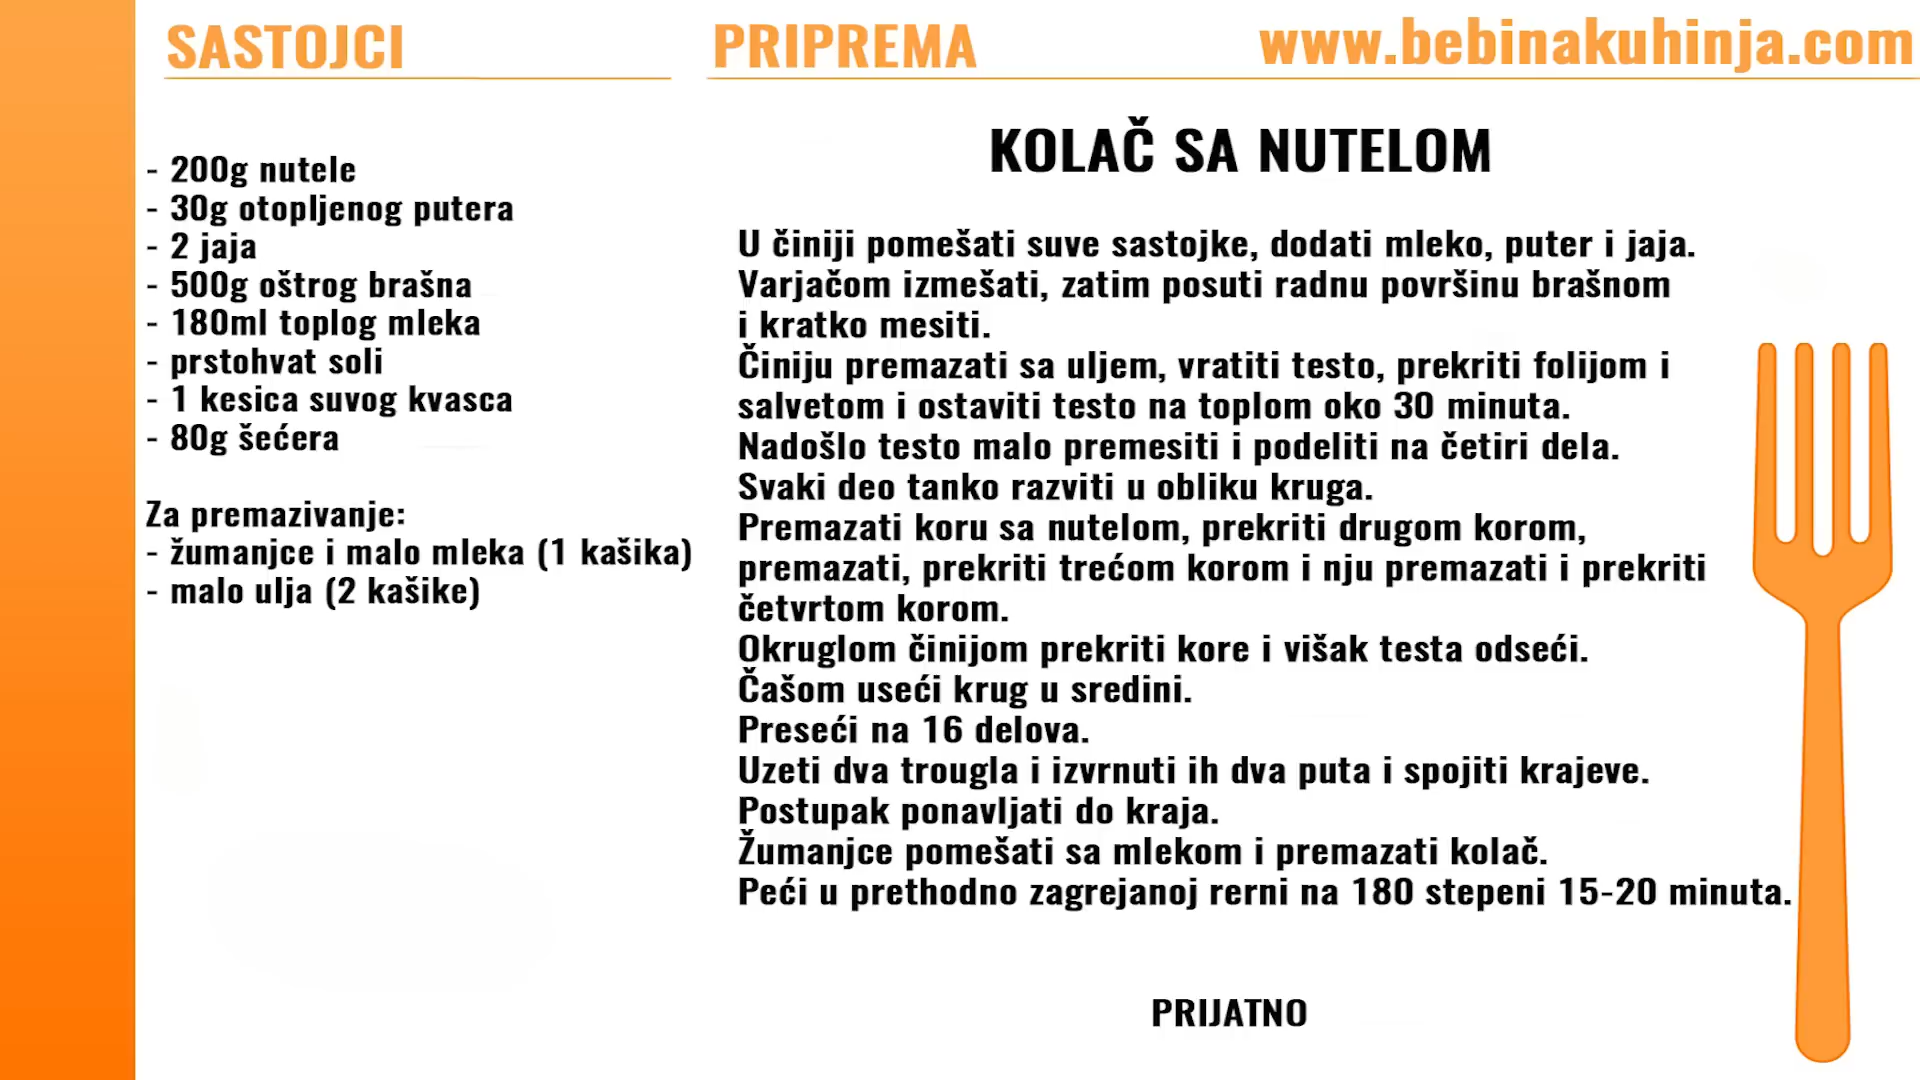 SASTOJCI
- 200g nutele
- 30g otopljenog putera
- 2 jaja
- 500g oštrog brašna
- 180ml toplog mleka
- prstohvat soli
- 1 kesica suvog kvasca
- 80g šećera
Za premazivanje:
- žumanjce i malo mleka (1 kašika)
- malo ulja (2 kašike)
PRIPREMA
www.bebinakuhinja.com
KOLAČ SA NUTELOM
U činiji pomešati suve sastojke, dodati mleko, puter i jaja.
Varjačom izmešati, zatim posuti radnu površinu brašnom
i kratko mesiti.
Činiju premazati sa uljem, vratiti testo, prekriti folijom i
salvetom i ostaviti testo na toplom oko 30 minuta.
Nadošlo testo malo premesiti i podeliti na četiri dela.
Svaki deo tanko razviti u obliku kruga.
Premazati koru sa nutelom, prekriti drugom korom,
premazati, prekriti trećom korom i nju premazati i prekriti
četvrtom korom.
Okruglom činijom prekriti kore i višak testa odseći.
Čašom useći krug u sredini.
Preseći na 16 delova.
Uzeti dva trougla i izvrnuti ih dva puta i spojiti krajeve.
Postupak ponavljati do kraja.
Žumanjce pomešati sa mlekom i premazati kolač.
Peći u prethodno zagrejanoj rerni na 180 stepeni 15-20 minuta.
PRIJATNO